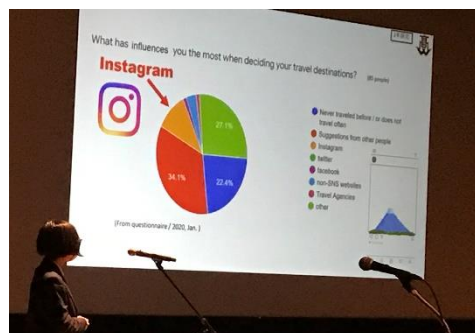 What has influences you the most when deciding your travel destinations?
Instagram
27.1%
34.1%
22.4%
Never traveled before / or does not
travel often
Suggestions from other people
Instagram
twitter
facebook
non-SNS websites
Travel Agencies
other
(From questionnaire / 2020, Jan. )